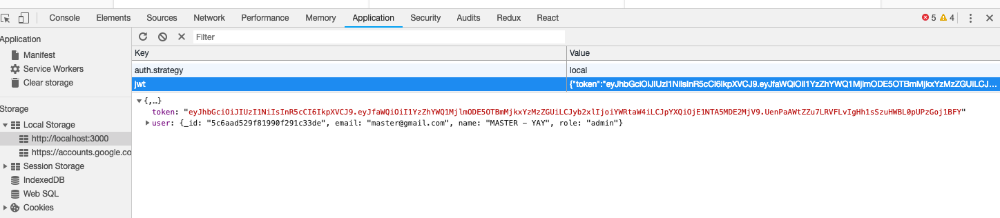 Console Elements Sources Network Performance Memory Application Security Audits Redux React 5 4
Application
Manifest
Service Workers
Clear storage
Storage
Local Storage
http://localhost:3000
https://accounts.google.co
Session Storage
IndexedDB
Web SQL
Cookies
Filter
Key Value
auth.strategy local
jwt {"token":"eyJhbGciOiJIUzI1NiIsInR5cCI6IkpXVCJ9.eyJfaWQiOiI1YzZhYWQ1MjlmODE5OTBmMjkxYzMzZGUiLCJ...
{,…}
token: "eyJhbGciOiJIUzI1NiIsInR5cCI6IkpXVCJ9.eyJfaWQiOiI1YzZhYWQ1MjlmODE5OTBmMjkxYzMzZGUiLCJyb2xlIjoiYWRtaW4iLCJpYXQiOjE1NTA5MDE2MjV9.UenPaAWtZZu7LRVFLvIgHh1sSzuHWBL0pUPzGoj1BFY"
user: {_id: "5c6aad529f81990f291c33de", email: "master@gmail.com", name: "MASTER – YAY", role: "admin"}